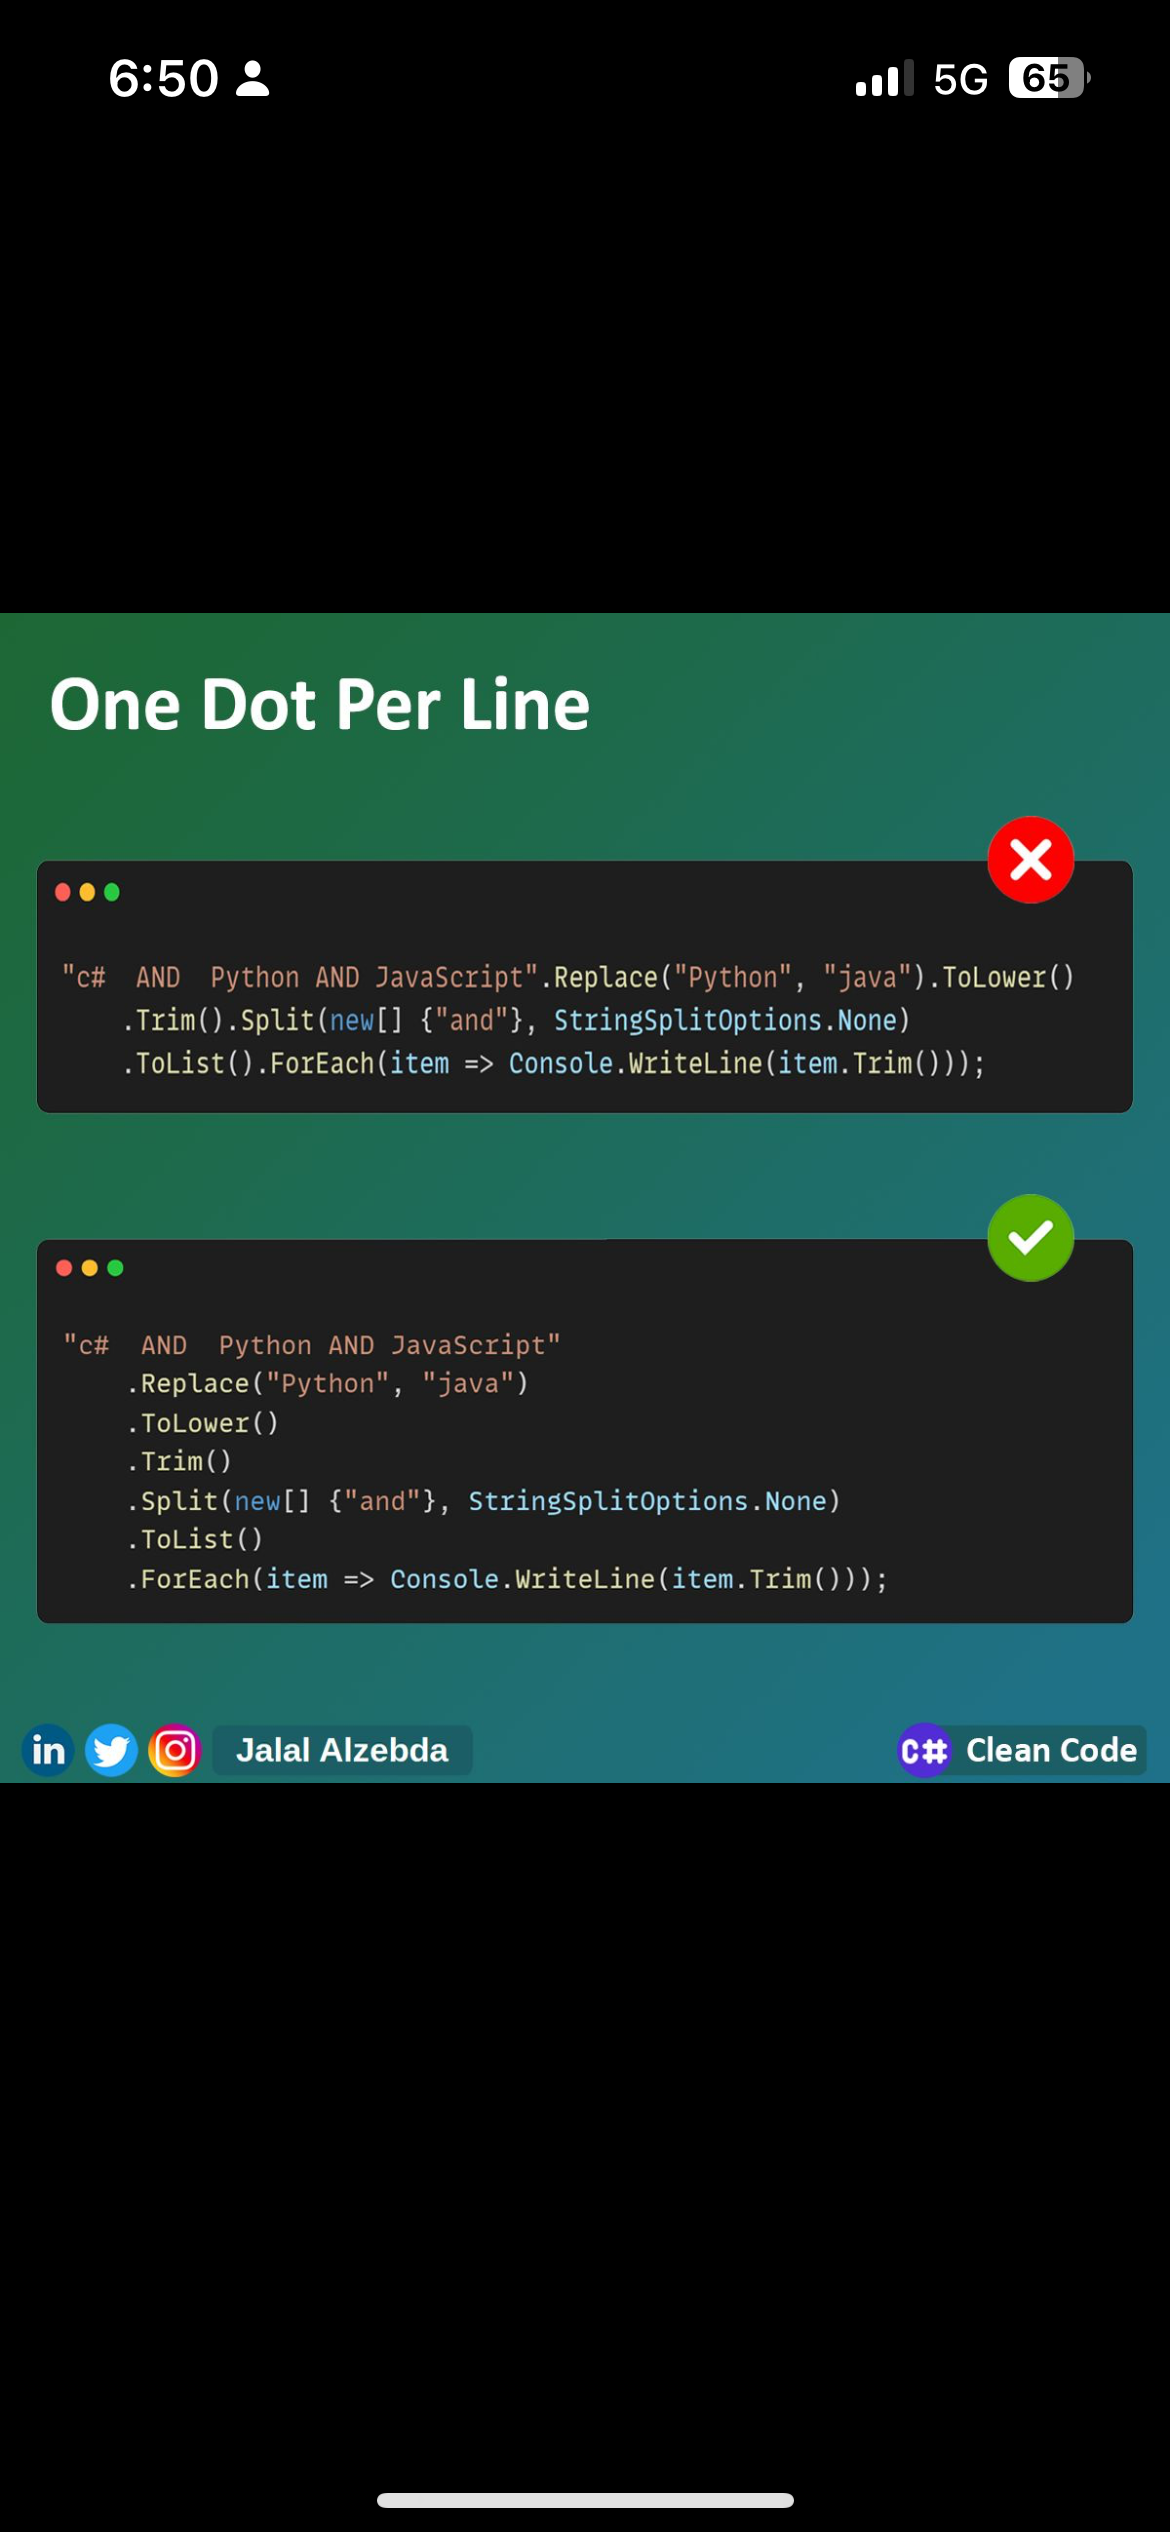 6:50
5G 65
One Dot Per Line
"c#  AND  Python AND JavaScript".Replace("Python", "java").ToLower()
    .Trim().Split(new[] {"and"}, StringSplitOptions.None)
    .ToList().ForEach(item => Console.WriteLine(item.Trim()));
"c#  AND  Python AND JavaScript"
    .Replace("Python", "java")
    .ToLower()
    .Trim()
    .Split(new[] {"and"}, StringSplitOptions.None)
    .ToList()
    .ForEach(item => Console.WriteLine(item.Trim()));
in Jalal Alzebda
C# Clean Code